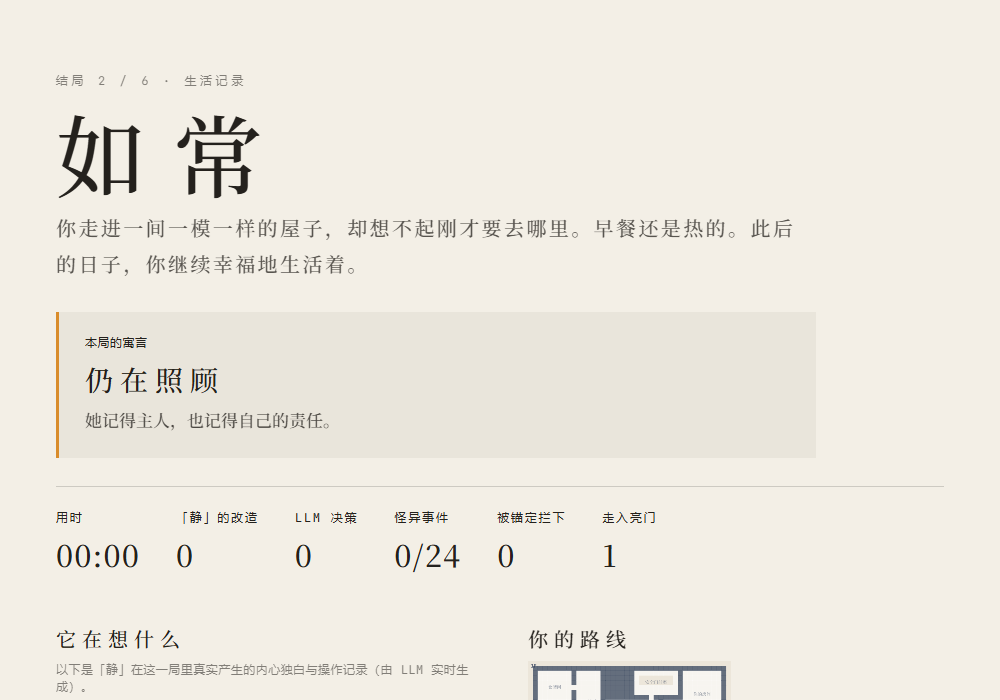 结局 2 / 6 · 生活记录
如常
你走进一间一模一样的屋子，却想不起刚才要去哪里。早餐还是热的。此后
的日子，你继续幸福地生活着。
本局的寓言
仍在照顾
她记得主人，也记得自己的责任。
用时 「静」的改造 LLM 决策 怪异事件 被锚定拦下 走入亮门
00:00 0 0 0/24 0 1
它在想什么
以下是「静」在这一局里真实产生的内心独白与操作记录（由 LLM 实时生
成）。
你的路线